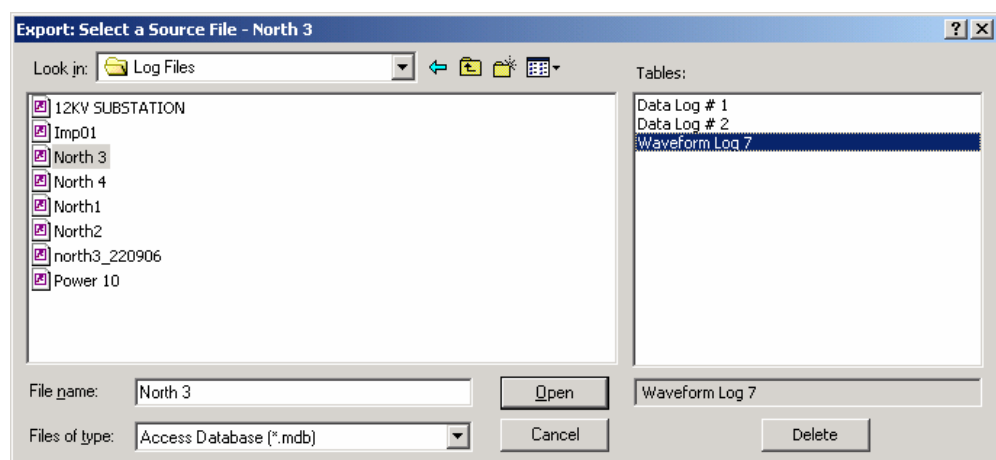 Export: Select a Source File - North 3
Look in: Log Files
Tables:
12KV SUBSTATION
Imp01
North 3
North 4
North1
North2
north3_220906
Power 10
Data Log # 1
Data Log # 2
Waveform Log 7
File name: North 3 Open Waveform Log 7
Files of type: Access Database (*.mdb) Cancel Delete